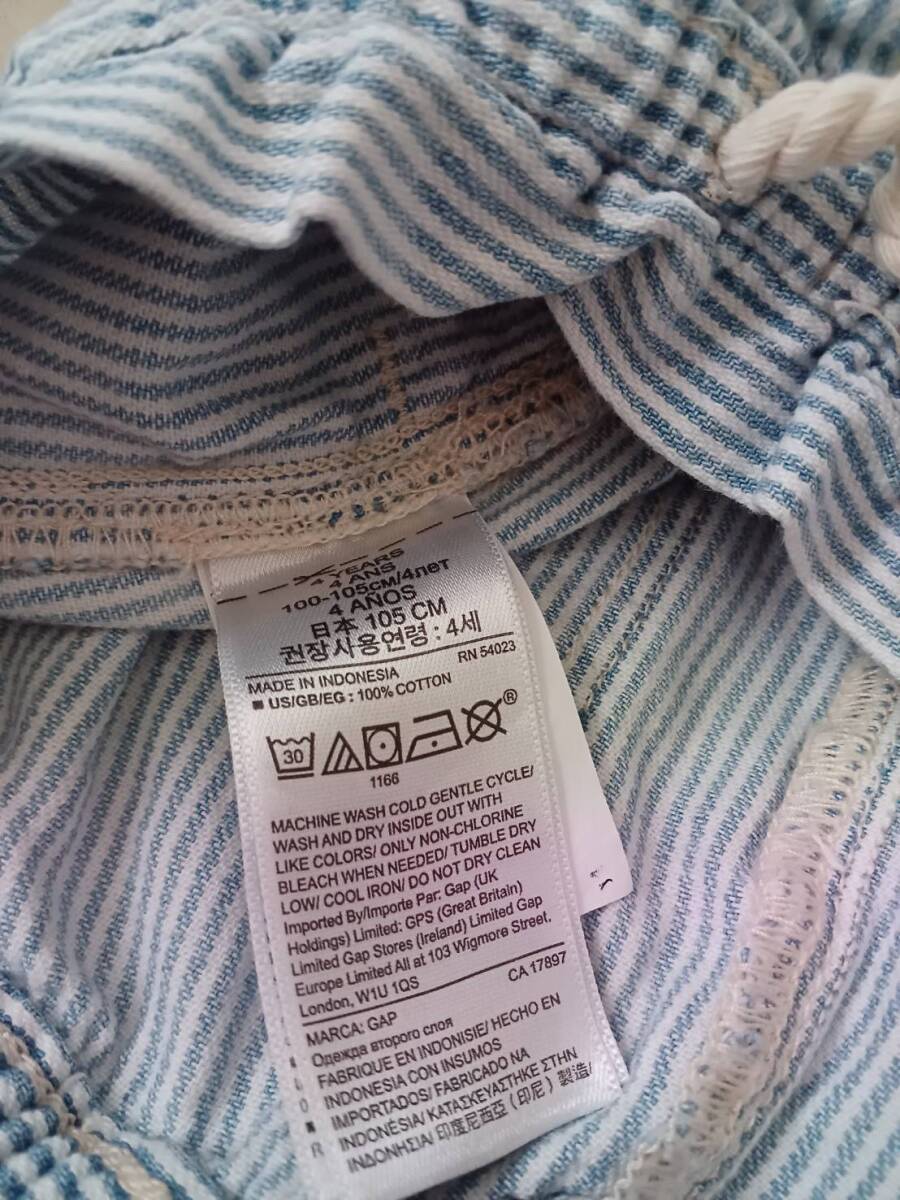 4 YEARS
4 ANS
100-105см/4лет
4 AÑOS
日本 105 CM
권장사용연령 : 4세
RN 54023
MADE IN INDONESIA
■ US/GB/EG : 100% COTTON
30
®
1166
MACHINE WASH COLD GENTLE CYCLE/
WASH AND DRY INSIDE OUT WITH
LIKE COLORS/ ONLY NON-CHLORINE
BLEACH WHEN NEEDED/ TUMBLE DRY
LOW/ COOL IRON/ DO NOT DRY CLEAN
Imported By/Importe Par: Gap (UK
Holdings) Limited: GPS (Great Britain)
Limited Gap Stores (Ireland) Limited Gap
Europe Limited All at 103 Wigmore Street,
London, W1U 1QS
CA 17897
MARCA: GAP
Одежда второго слоя
FABRIQUE EN INDONISIE/ HECHO EN
INDONESIA CON INSUMOS
IMPORTADOS/ FABRICADO NA
INDONÈSIA/ ΚΑΤΑΣΚΕΥΑΣΤΗΚΕ ΣΤΗΝ
ΙΝΔΟΝΗΣΙΑ/ 印度尼西亞 (印尼) 製造/